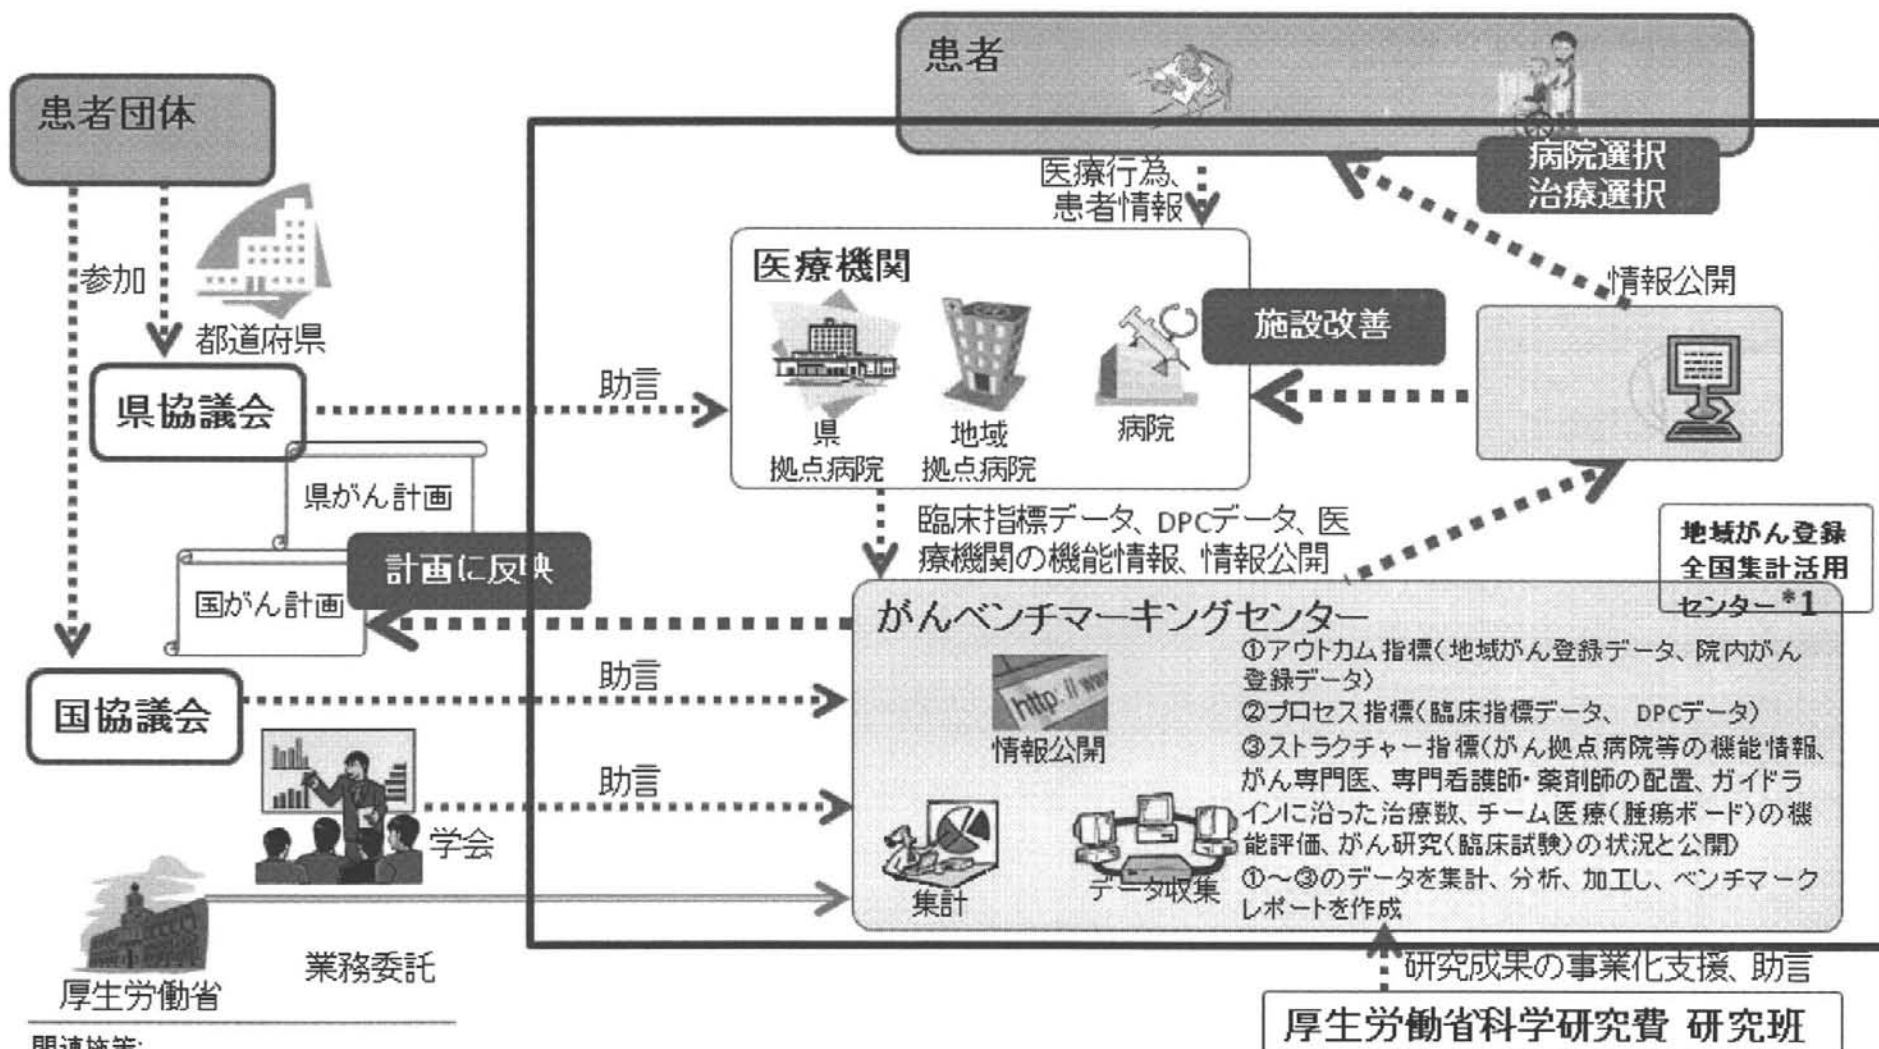 患者
患者団体
病院選択
治療選択
医療行為、
患者情報
参加
都道府県
医療機関
県
拠点病院
地域
拠点病院
病院
施設改善
情報公開
県協議会
助言
県がん計画
国がん計画
計画に反映
臨床指標データ、DPCデータ、医
療機関の機能情報、情報公開
地域がん登録
全国集計活用
センター*1
がんベンチマーキングセンター
国協議会
助言
情報公開
①アウトカム指標(地域がん登録データ、院内がん
登録データ)
②プロセス指標(臨床指標データ、 DPCデータ)
③ストラクチャー指標(がん拠点病院等の機能情報、
がん専門医、専門看護師・薬剤師の配置、ガイドラ
インに沿った治療数、チーム医療(腫瘍ボード)の機
能評価、がん研究(臨床試験)の状況と公開)
①～③のデータを集計、分析、加工し、ベンチマーク
レポートを作成
http://www
助言
学会
集計
データ収集
業務委託
厚生労働省
研究成果の事業化支援、助言
厚生労働省科学研究費 研究班
関連施策: